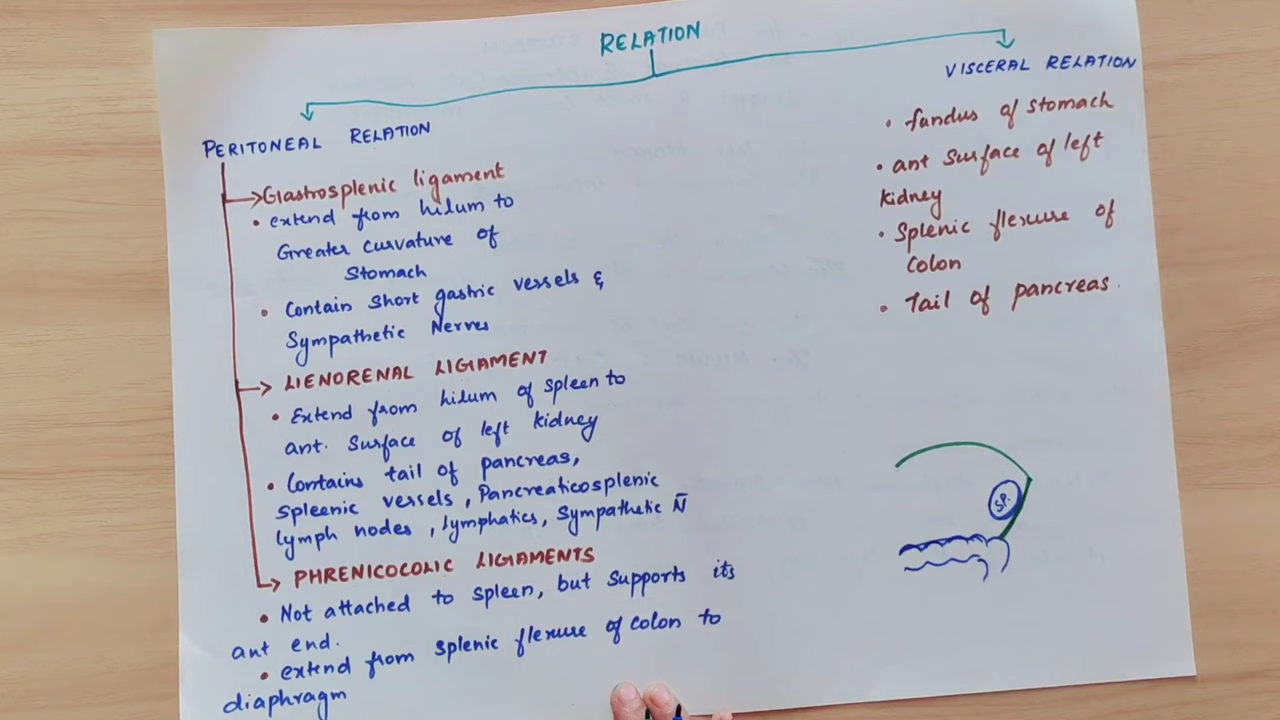 RELATION
PERITONEAL RELATION
Gastrosplenic ligament
• extend from hilum to
Greater curvature of
Stomach
• Contain Short gastric vessels &
Sympathetic Nerves
LIENORENAL LIGAMENT
• Extend from hilum of spleen to
ant. Surface of left kidney
• Contains tail of pancreas,
Spleenic vessels, Pancreaticosplenic
lymph nodes, lymphatics, Sympathetic N̄
PHRENICOCOLIC LIGAMENTS
• Not attached to spleen, but supports its
ant end.
• extend from splenic flexure of colon to
diaphragm
VISCERAL RELATION
• fundus of stomach
• ant surface of left
kidney
• Splenic flexure of
Colon
• Tail of pancreas.
SP.